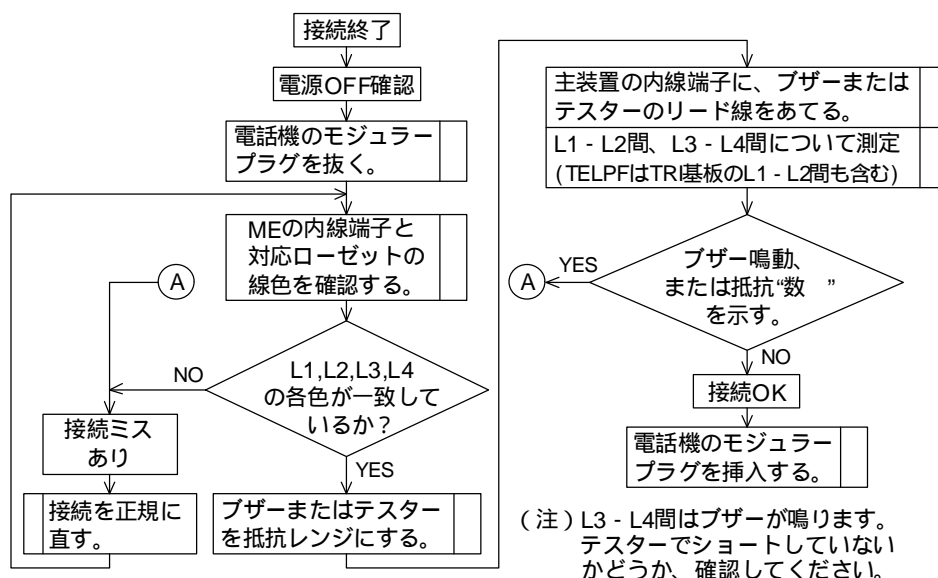 接続終了
電源OFF確認
電話機のモジュラー
プラグを抜く。
MEの内線端子と
対応ローゼットの
線色を確認する。
A
NO
L1,L2,L3,L4
の各色が一致して
いるか？
接続ミス
あり
YES
接続を正規に
直す。
ブザーまたはテスター
を抵抗レンジにする。
主装置の内線端子に、ブザーまたは
テスターのリード線をあてる。
L1 - L2間、L3 - L4間について測定
(TELPFはTRI基板のL1 - L2間も含む)
A
YES
ブザー鳴動、
または抵抗“数　”
を示す。
NO
接続OK
電話機のモジュラー
プラグを挿入する。
（注）L3 - L4間はブザーが鳴ります。
テスターでショートしていない
かどうか、確認してください。